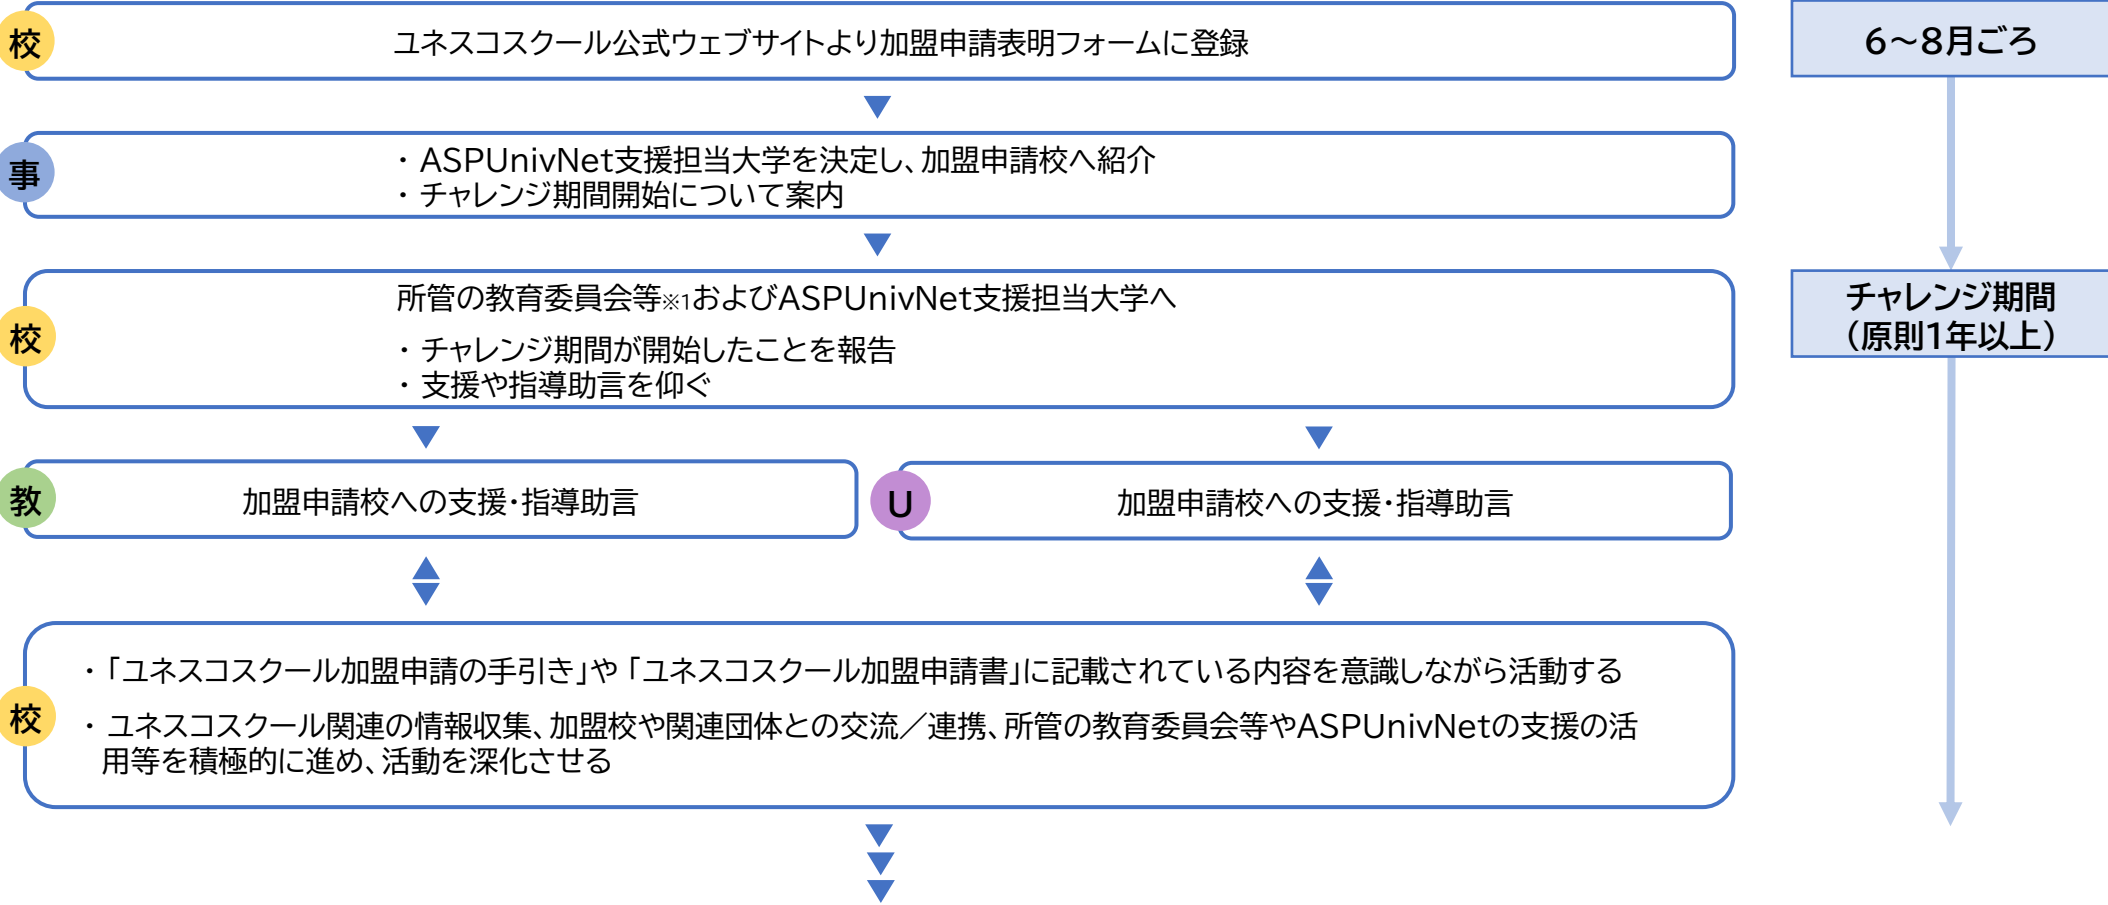 校
ユネスコスクール公式ウェブサイトより加盟申請表明フォームに登録
6～8月ごろ
事
・ ASPUnivNet支援担当大学を決定し、加盟申請校へ紹介
・ チャレンジ期間開始について案内
校
所管の教育委員会等※1およびASPUnivNet支援担当大学へ
・ チャレンジ期間が開始したことを報告
・ 支援や指導助言を仰ぐ
チャレンジ期間
（原則1年以上）
教
加盟申請校への支援・指導助言
U
加盟申請校への支援・指導助言
校
・「ユネスコスクール加盟申請の手引き」や「ユネスコスクール加盟申請書」に記載されている内容を意識しながら活動する
・ ユネスコスクール関連の情報収集、加盟校や関連団体との交流／連携、所管の教育委員会等やASPUnivNetの支援の活
用等を積極的に進め、活動を深化させる